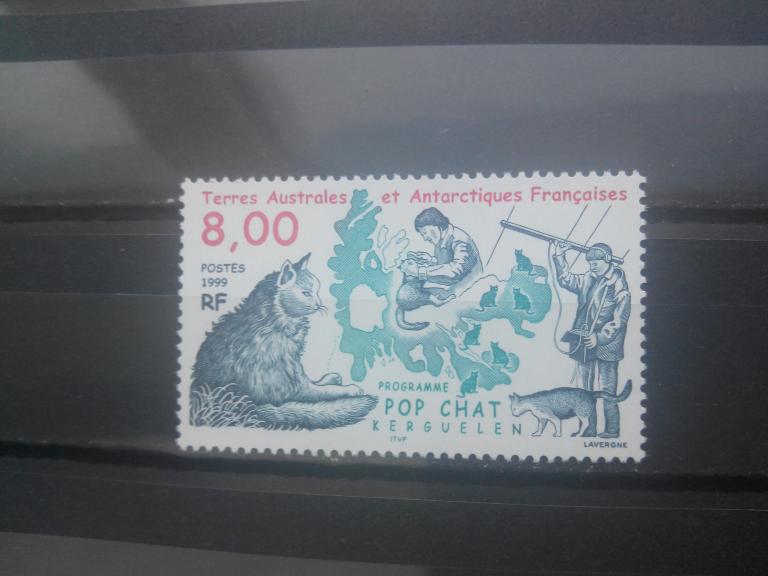 Terres Australes et Antarctiques Françaises
8,00
POSTES
1999
RF
PROGRAMME
POP CHAT
KERGUELEN
ITVF
LAVERGNE